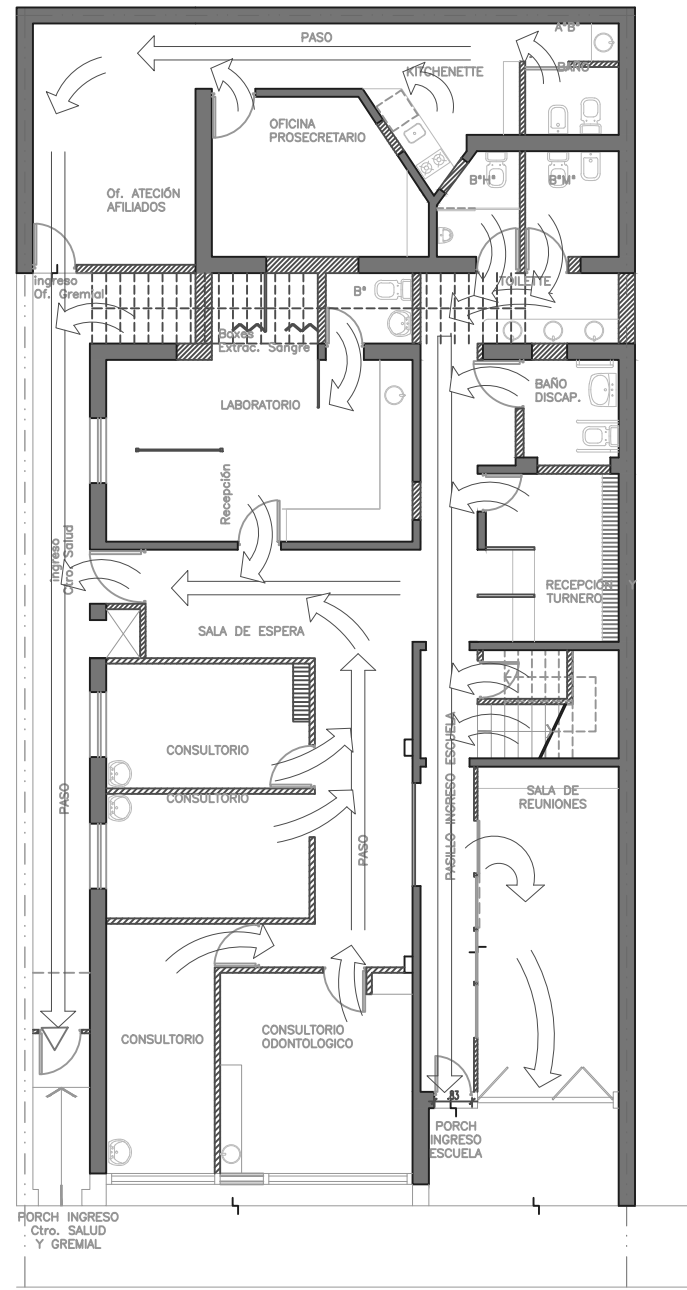 A°B°
PASO
KITCHENETTE
BAÑO
OFICINA
PROSECRETARIO
B°H°
B°M°
Of. ATECIÓN
AFILIADOS
ingreso
Of. Gremial
TOILETTE
B°
Boxes
Extrac. Sangre
BAÑO
DISCAP.
LABORATORIO
Recepción
ingreso
Ctro. Salud
RECEPCIÓN Y
TURNERO
SALA DE ESPERA
CONSULTORIO
PASILLO INGRESO ESCUELA
SALA DE
REUNIONES
PASO
CONSULTORIO
PASO
CONSULTORIO
CONSULTORIO
ODONTOLOGICO
.83
PORCH
INGRESO
ESCUELA
PORCH INGRESO
Ctro. SALUD
Y GREMIAL